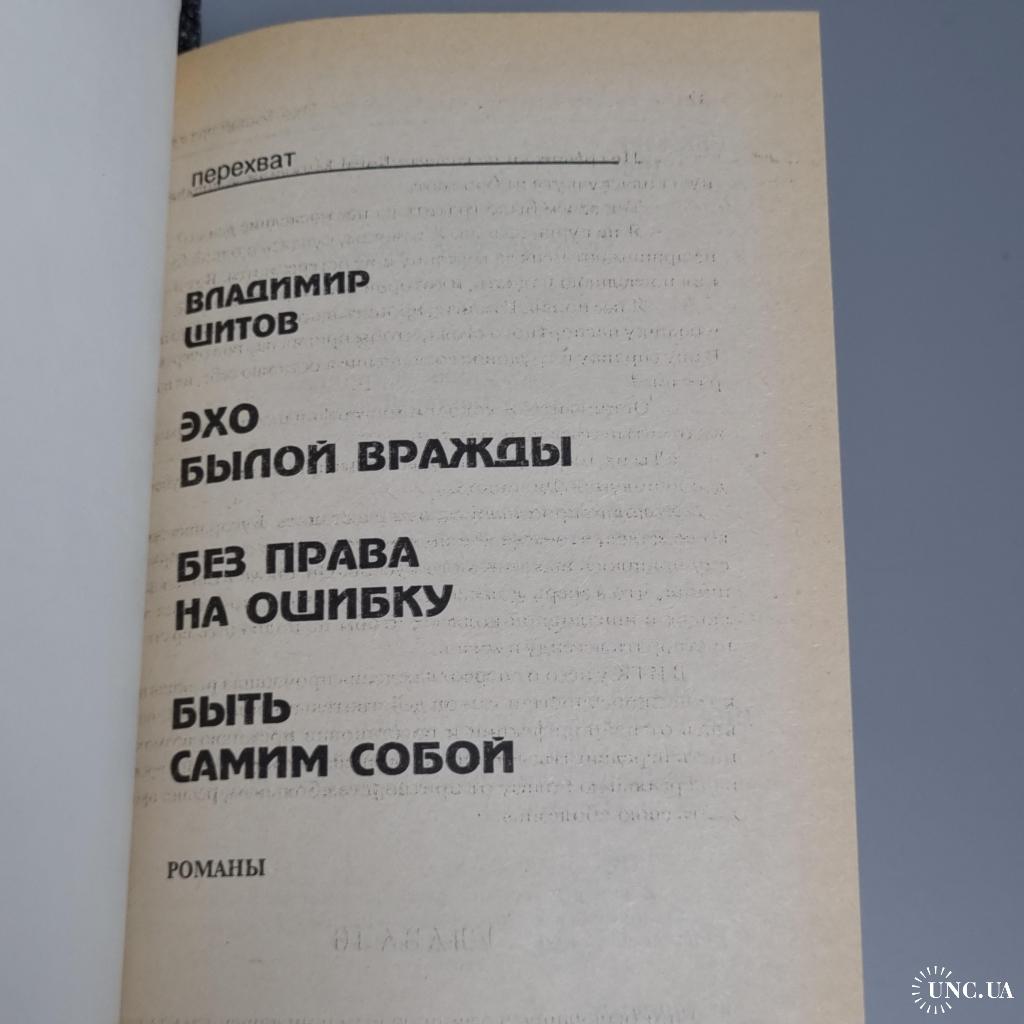 перехват
ВЛАДИМИР
ШИТОВ
ЭХО
БЫЛОЙ ВРАЖДЫ
БЕЗ ПРАВА
НА ОШИБКУ
БЫТЬ
САМИМ СОБОЙ
РОМАНЫ
UNC.UA